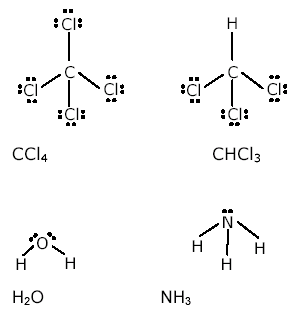 Cl H
C C
Cl Cl Cl Cl
Cl Cl
CCl₄ CHCl₃
O N
H H H H
H
H₂O NH₃